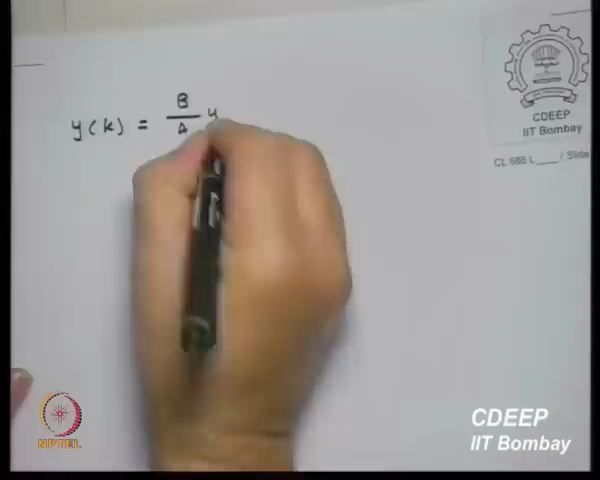 CDEEP
IIT Bombay
CL 686 L____ / Slide
y(k) = B/A u
NPTEL
CDEEP
IIT Bombay